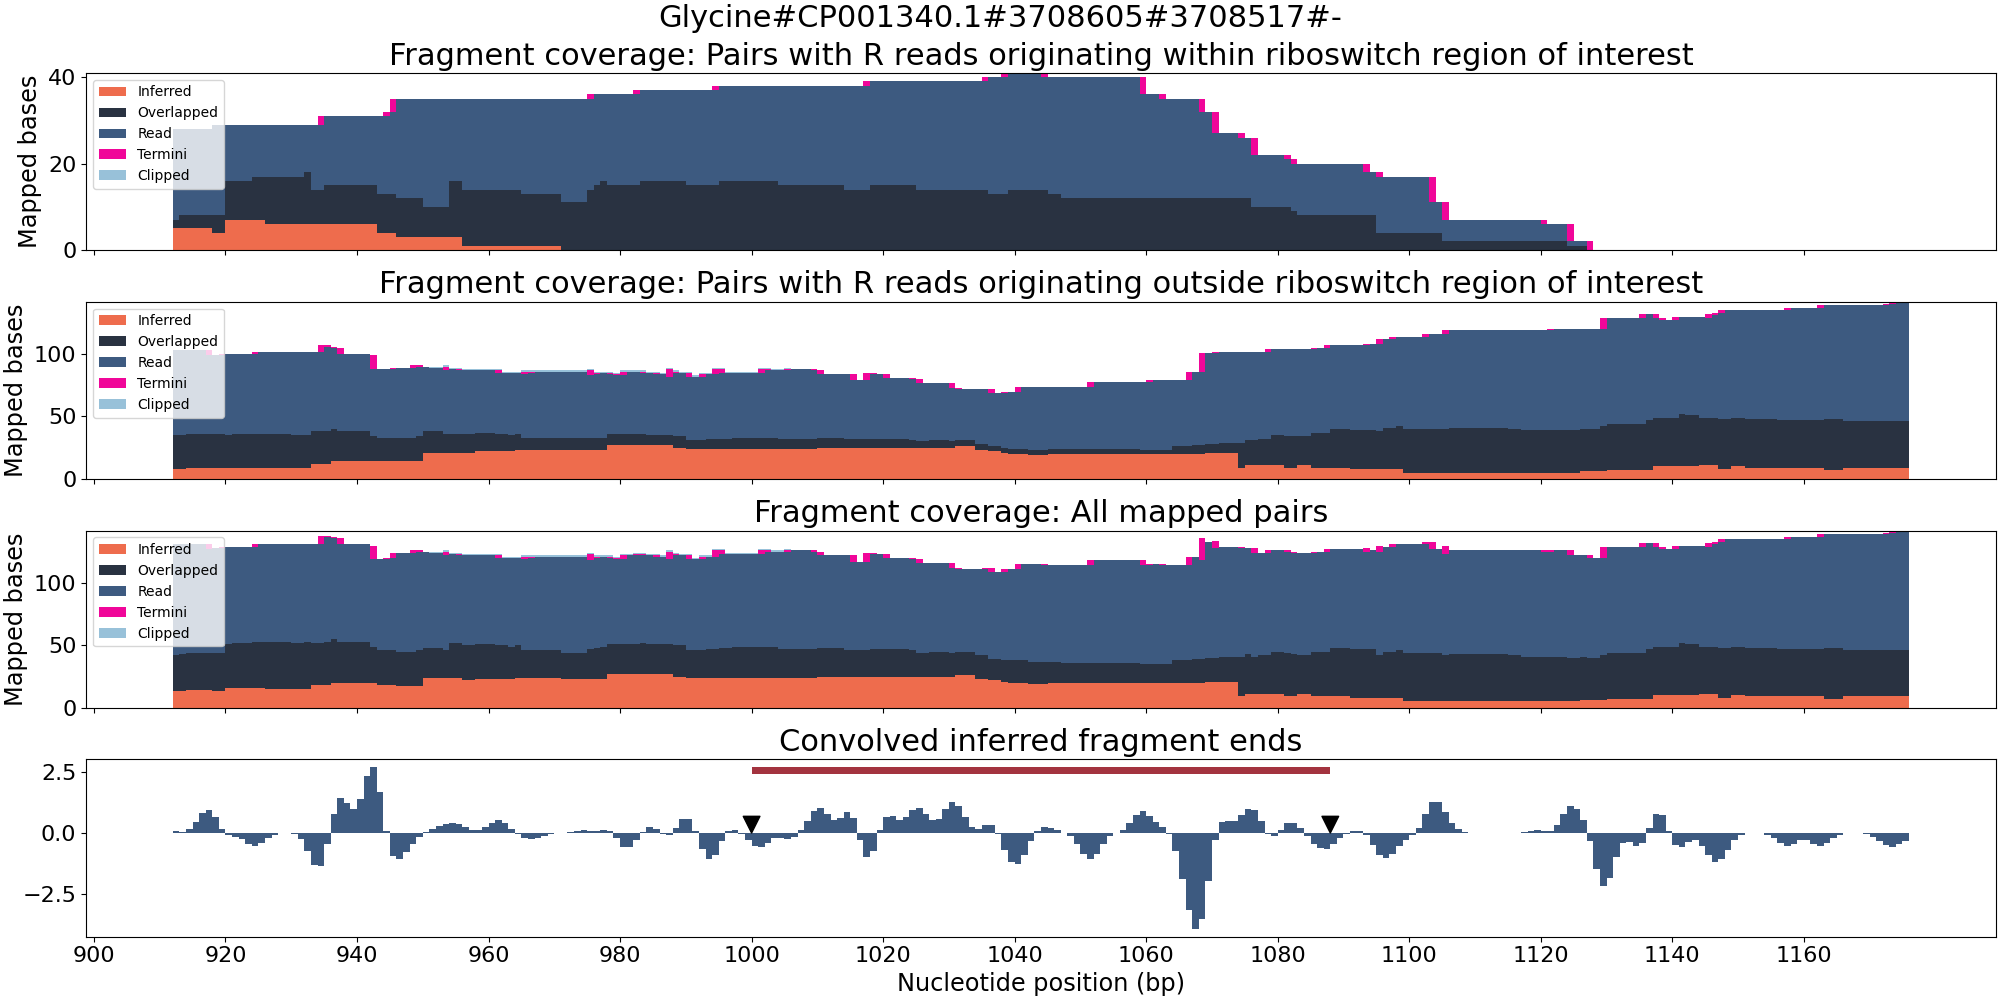 Glycine#CP001340.1#3708605#3708517#-
Fragment coverage: Pairs with R reads originating within riboswitch region of interest
Mapped bases
40
20
0
Inferred
Overlapped
Read
Termini
Clipped
Fragment coverage: Pairs with R reads originating outside riboswitch region of interest
Mapped bases
100
50
0
Inferred
Overlapped
Read
Termini
Clipped
Fragment coverage: All mapped pairs
Mapped bases
100
50
0
Inferred
Overlapped
Read
Termini
Clipped
Convolved inferred fragment ends
2.5
0.0
−2.5
900 920 940 960 980 1000 1020 1040 1060 1080 1100 1120 1140 1160
Nucleotide position (bp)